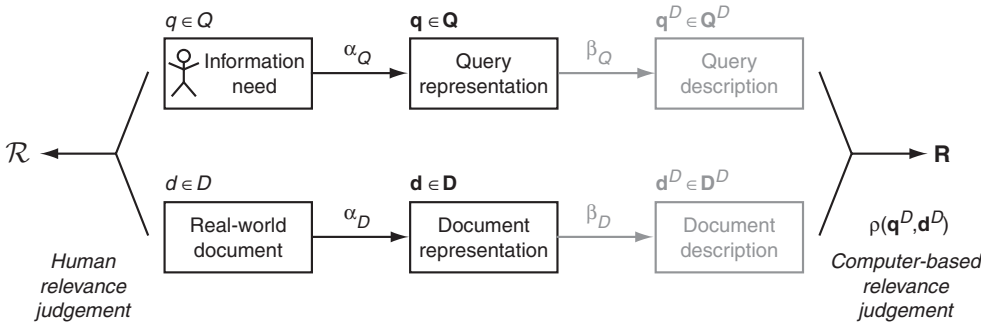 q ∈ Q
𝐪 ∈ 𝐐
𝐪^D ∈ 𝐐^D
Information
need
α_Q
Query
representation
β_Q
Query
description
ℛ
𝐑
d ∈ D
𝐝 ∈ 𝐃
𝐝^D ∈ 𝐃^D
Real-world
document
α_D
Document
representation
β_D
Document
description
ρ(𝐪^D,𝐝^D)
Human
relevance
judgement
Computer-based
relevance
judgement